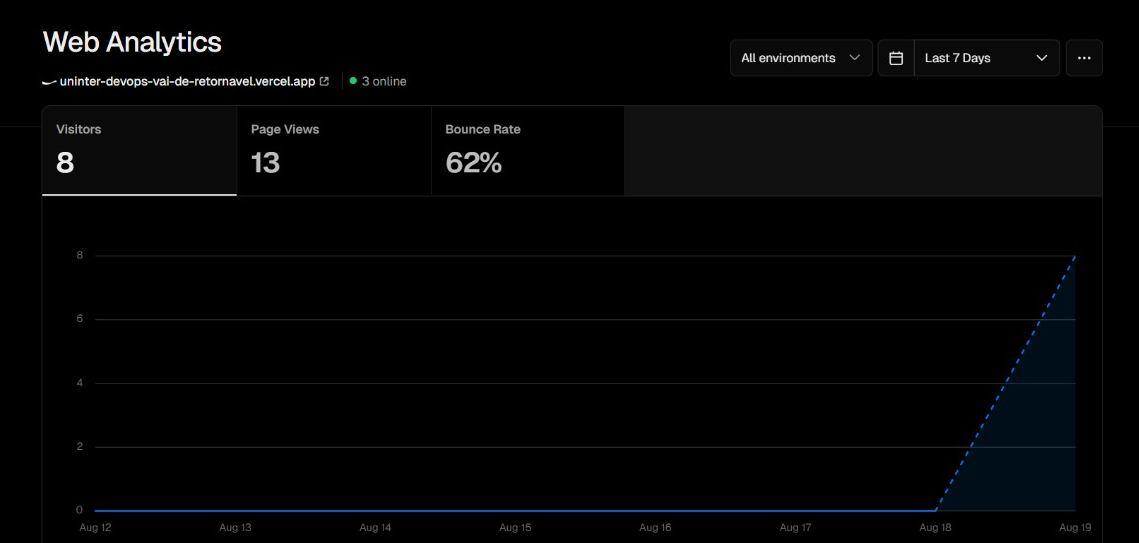 Web Analytics
uninter-devops-vai-de-retornavel.vercel.app
3 online
All environments
Last 7 Days
Visitors
8
Page Views
13
Bounce Rate
62%
8
6
4
2
0
Aug 12 Aug 13 Aug 14 Aug 15 Aug 16 Aug 17 Aug 18 Aug 19